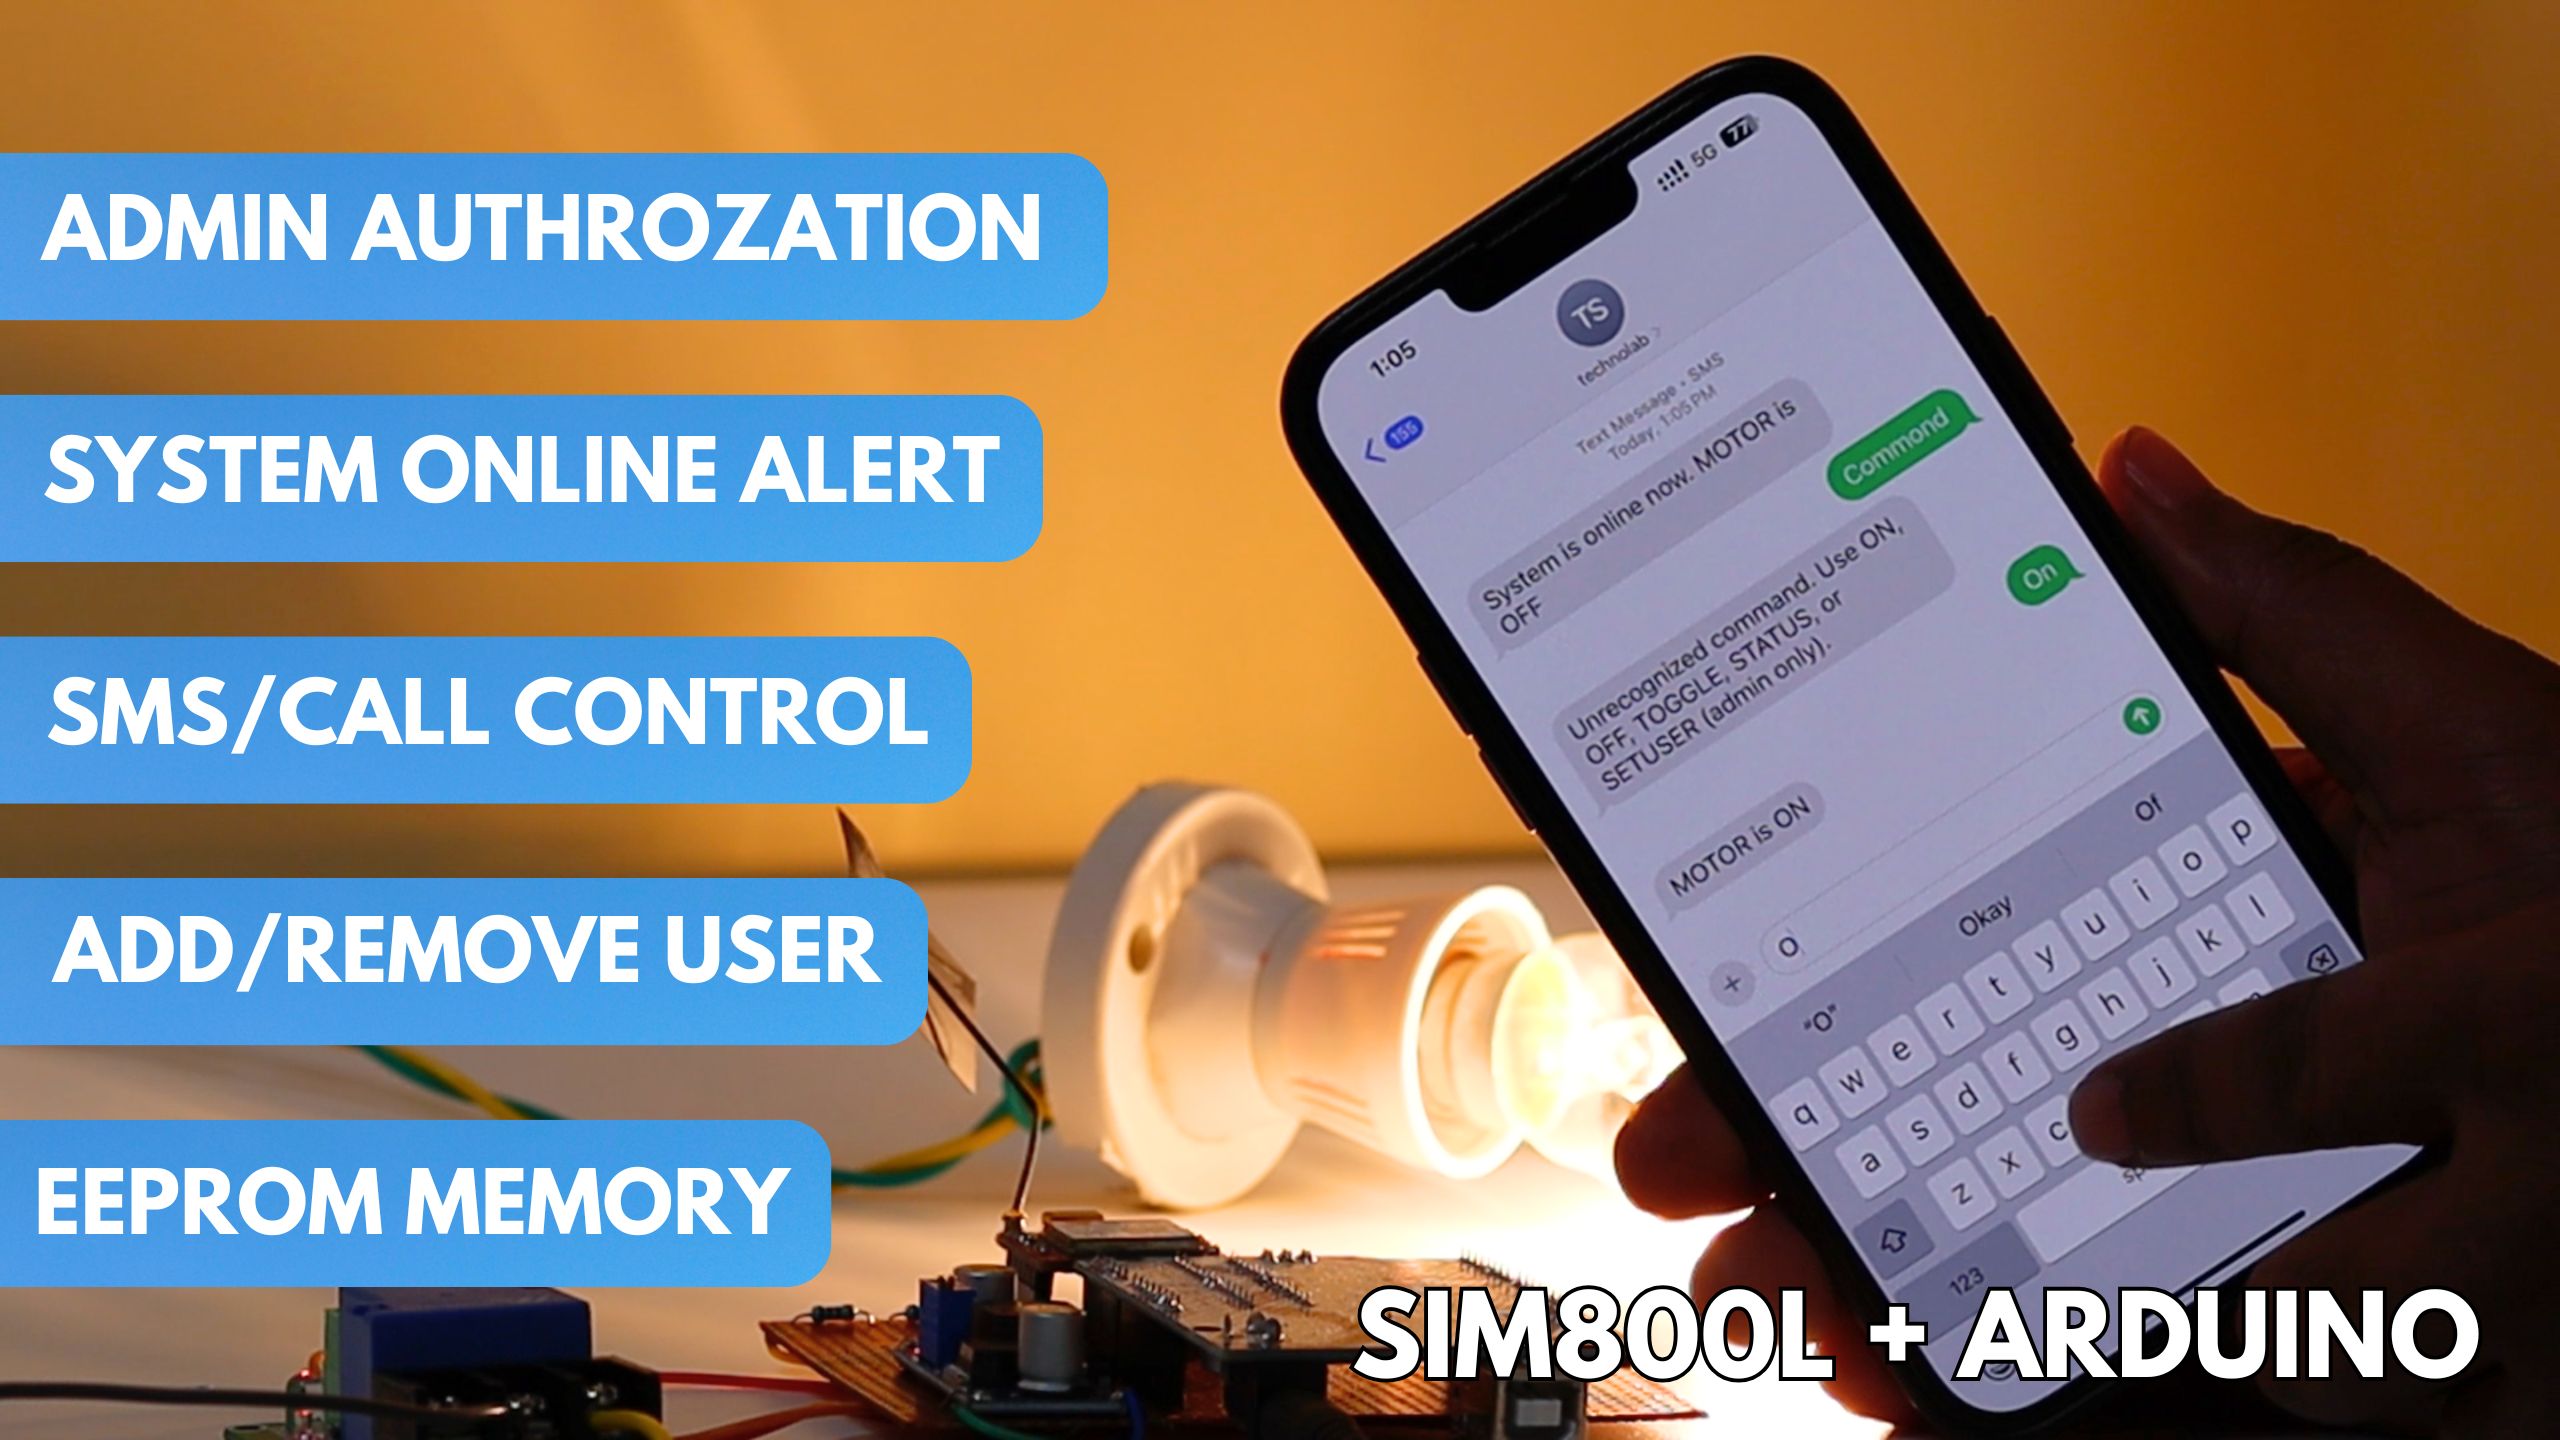 ADMIN AUTHROZATION
SYSTEM ONLINE ALERT
SMS/CALL CONTROL
ADD/REMOVE USER
EEPROM MEMORY
1:05
5G 77
155
TS
technolab
Text Message • SMS
Today, 1:05 PM
System is online now. MOTOR is
OFF
Commond
Unrecognized command. Use ON,
OFF, TOGGLE, STATUS, or
SETUSER (admin only).
On
MOTOR is ON
O
"O" Okay Of
q w e r t y u i o p
a s d f g h j k l
z x c
123
SIM800L + ARDUINO